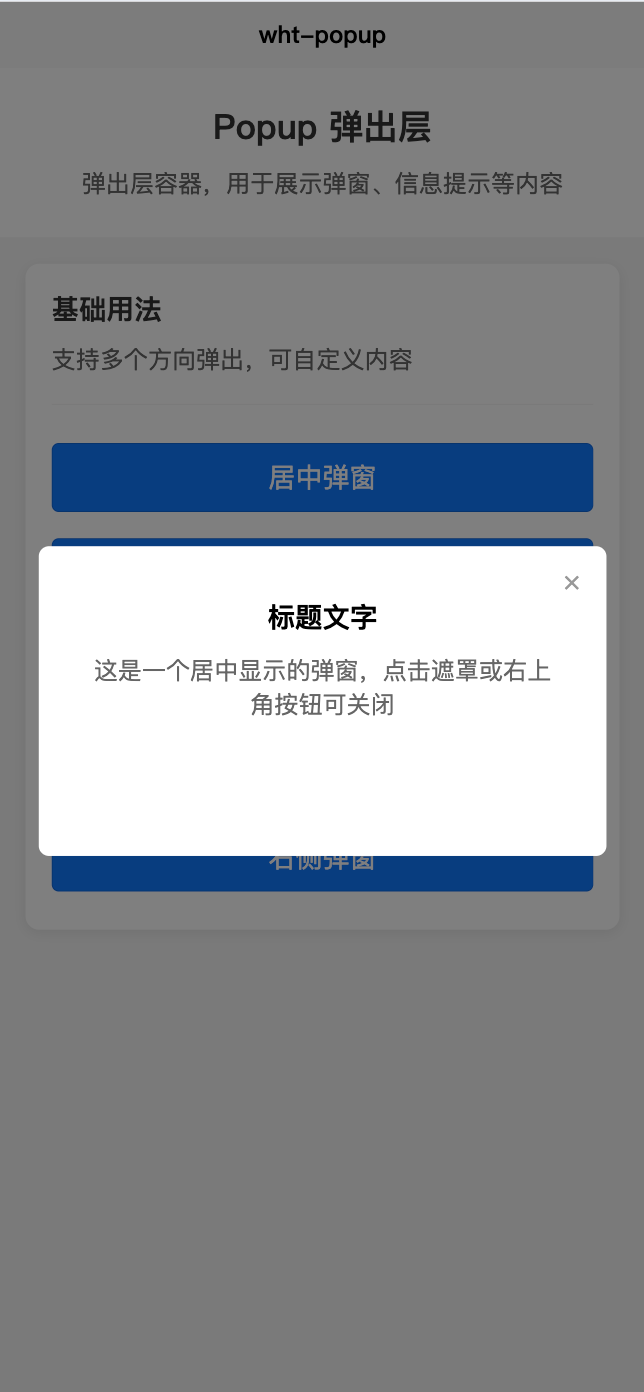 wht-popup
Popup 弹出层
弹出层容器，用于展示弹窗、信息提示等内容
基础用法
支持多个方向弹出，可自定义内容
居中弹窗
标题文字
这是一个居中显示的弹窗，点击遮罩或右上
角按钮可关闭
右侧弹窗